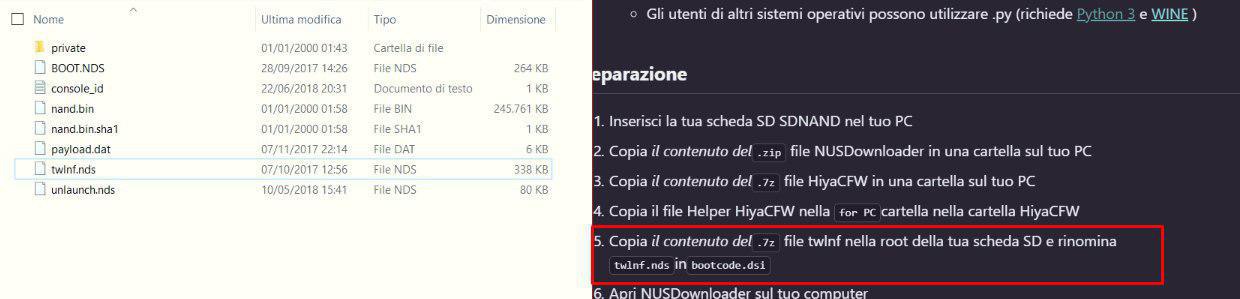 Nome Ultima modifica Tipo Dimensione
private 01/01/2000 01:43 Cartella di file
BOOT.NDS 28/09/2017 14:26 File NDS 264 KB
console_id 22/06/2018 20:31 Documento di testo 1 KB
nand.bin 01/01/2000 01:58 File BIN 245.761 KB
nand.bin.sha1 01/01/2000 01:58 File SHA1 1 KB
payload.dat 07/11/2017 22:14 File DAT 6 KB
twlnf.nds 07/10/2017 12:56 File NDS 338 KB
unlaunch.nds 10/05/2018 15:41 File NDS 80 KB
Gli utenti di altri sistemi operativi possono utilizzare .py (richiede Python 3 e WINE )
eparazione
1. Inserisci la tua scheda SD SDNAND nel tuo PC
2. Copia il contenuto del .zip file NUSDownloader in una cartella sul tuo PC
3. Copia il contenuto del .7z file HiyaCFW in una cartella sul tuo PC
4. Copia il file Helper HiyaCFW nella for PC cartella nella cartella HiyaCFW
5. Copia il contenuto del .7z file twlnf nella root della tua scheda SD e rinomina
twlnf.nds in bootcode.dsi
6. Apri NUSDownloader sul tuo computer